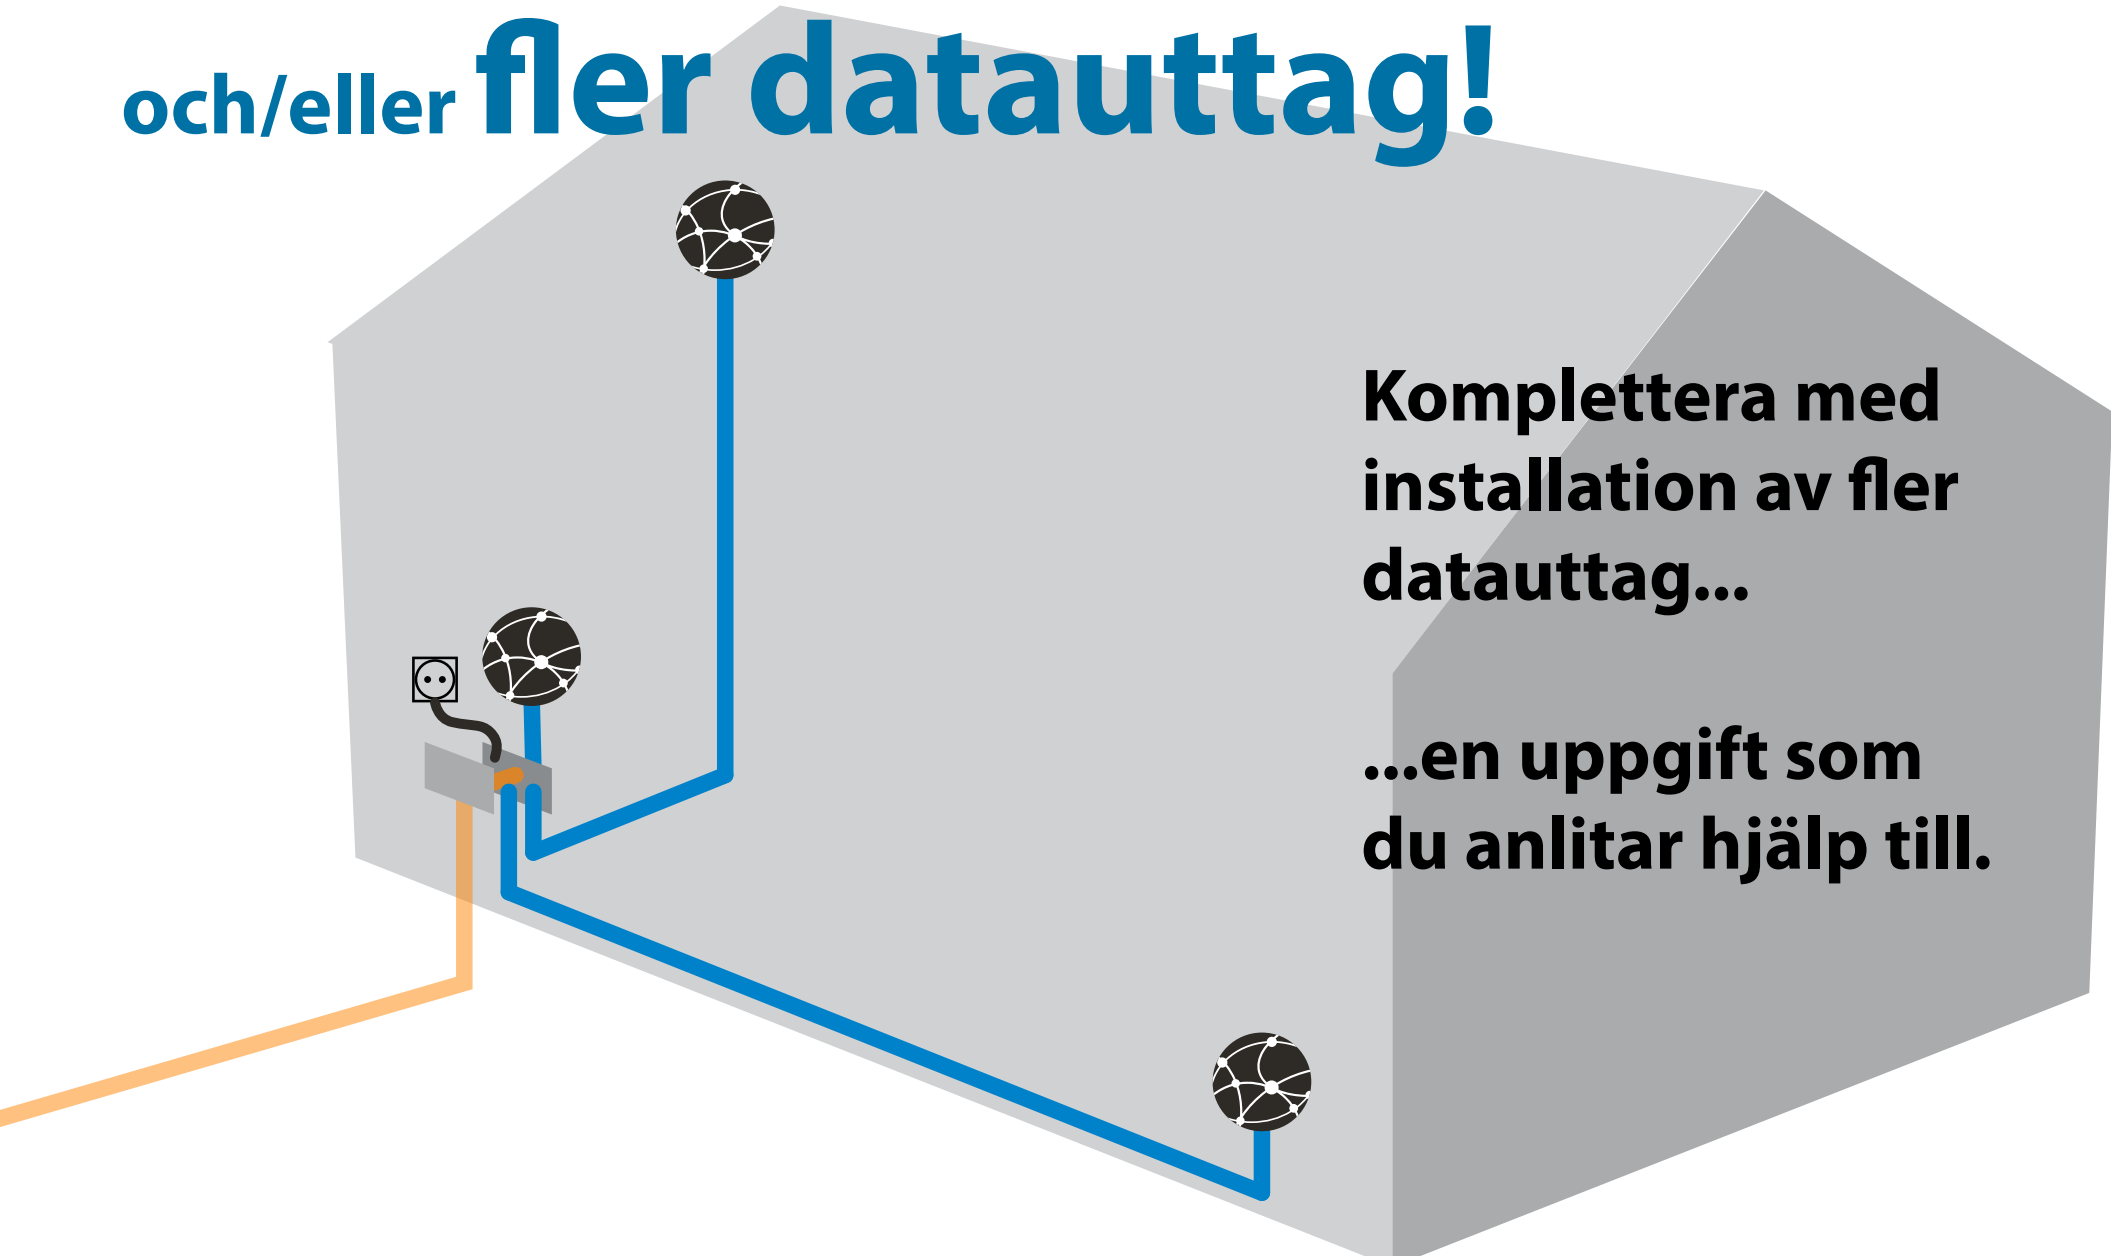 och/eller fler datauttag!
Komplettera med
installation av fler
datauttag...
...en uppgift som
du anlitar hjälp till.